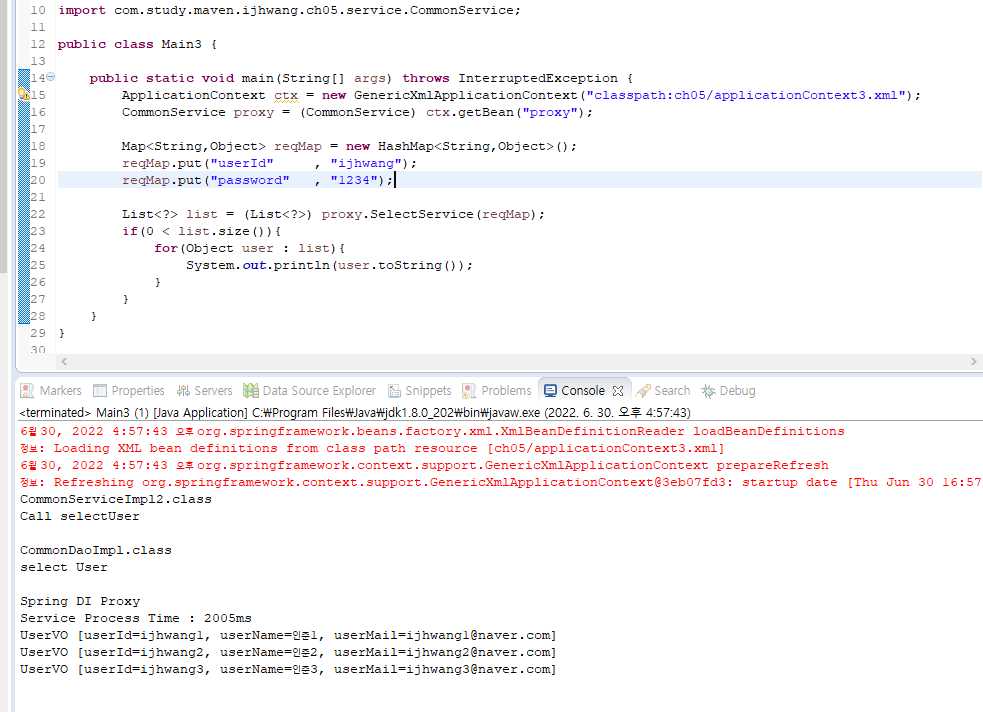 10 import com.study.maven.ijhwang.ch05.service.CommonService;
11
12 public class Main3 {
13
14 public static void main(String[] args) throws InterruptedException {
15 ApplicationContext ctx = new GenericXmlApplicationContext("classpath:ch05/applicationContext3.xml");
16 CommonService proxy = (CommonService) ctx.getBean("proxy");
17
18 Map<String,Object> reqMap = new HashMap<String,Object>();
19 reqMap.put("userId" , "ijhwang");
20 reqMap.put("password" , "1234");
21
22 List<?> list = (List<?>) proxy.SelectService(reqMap);
23 if(0 < list.size()){
24 for(Object user : list){
25 System.out.println(user.toString());
26 }
27 }
28 }
29 }
30
Markers Properties Servers Data Source Explorer Snippets Problems Console Search Debug
<terminated> Main3 (1) [Java Application] C:₩Program Files₩Java₩jdk1.8.0_202₩bin₩javaw.exe (2022. 6. 30. 오후 4:57:43)
6월 30, 2022 4:57:43 오후 org.springframework.beans.factory.xml.XmlBeanDefinitionReader loadBeanDefinitions
정보: Loading XML bean definitions from class path resource [ch05/applicationContext3.xml]
6월 30, 2022 4:57:43 오후 org.springframework.context.support.GenericXmlApplicationContext prepareRefresh
정보: Refreshing org.springframework.context.support.GenericXmlApplicationContext@3eb07fd3: startup date [Thu Jun 30 16:57
CommonServiceImpl2.class
Call selectUser
CommonDaoImpl.class
select User
Spring DI Proxy
Service Process Time : 2005ms
UserVO [userId=ijhwang1, userName=인준1, userMail=ijhwang1@naver.com]
UserVO [userId=ijhwang2, userName=인준2, userMail=ijhwang2@naver.com]
UserVO [userId=ijhwang3, userName=인준3, userMail=ijhwang3@naver.com]